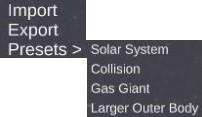 Import
Export
Presets > Solar System
Collision
Gas Giant
Larger Outer Body